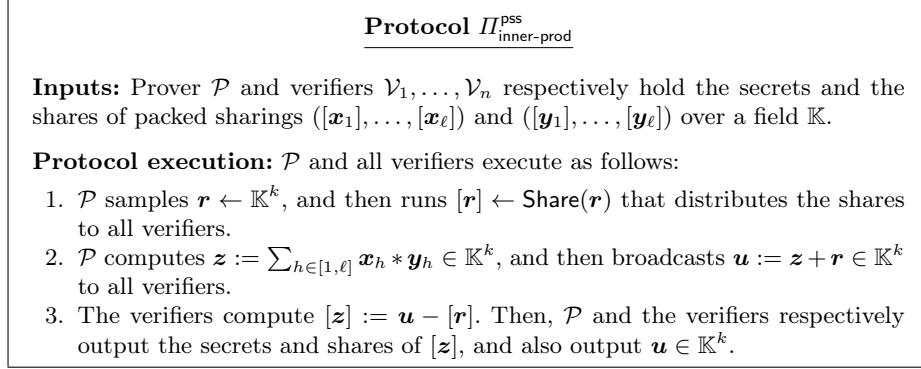 Protocol Π^{pss}_{inner-prod}
Inputs: Prover 𝒫 and verifiers 𝒱₁, . . . , 𝒱ₙ respectively hold the secrets and the
shares of packed sharings ([𝒙₁], . . . , [𝒙_ℓ]) and ([𝒚₁], . . . , [𝒚_ℓ]) over a field 𝕂.
Protocol execution: 𝒫 and all verifiers execute as follows:
1. 𝒫 samples 𝒓 ← 𝕂ᵏ, and then runs [𝒓] ← Share(𝒓) that distributes the shares
to all verifiers.
2. 𝒫 computes 𝒛 := ∑_{h∈[1,ℓ]} 𝒙_h ∗ 𝒚_h ∈ 𝕂ᵏ, and then broadcasts 𝒖 := 𝒛 + 𝒓 ∈ 𝕂ᵏ
to all verifiers.
3. The verifiers compute [𝒛] := 𝒖 − [𝒓]. Then, 𝒫 and the verifiers respectively
output the secrets and shares of [𝒛], and also output 𝒖 ∈ 𝕂ᵏ.